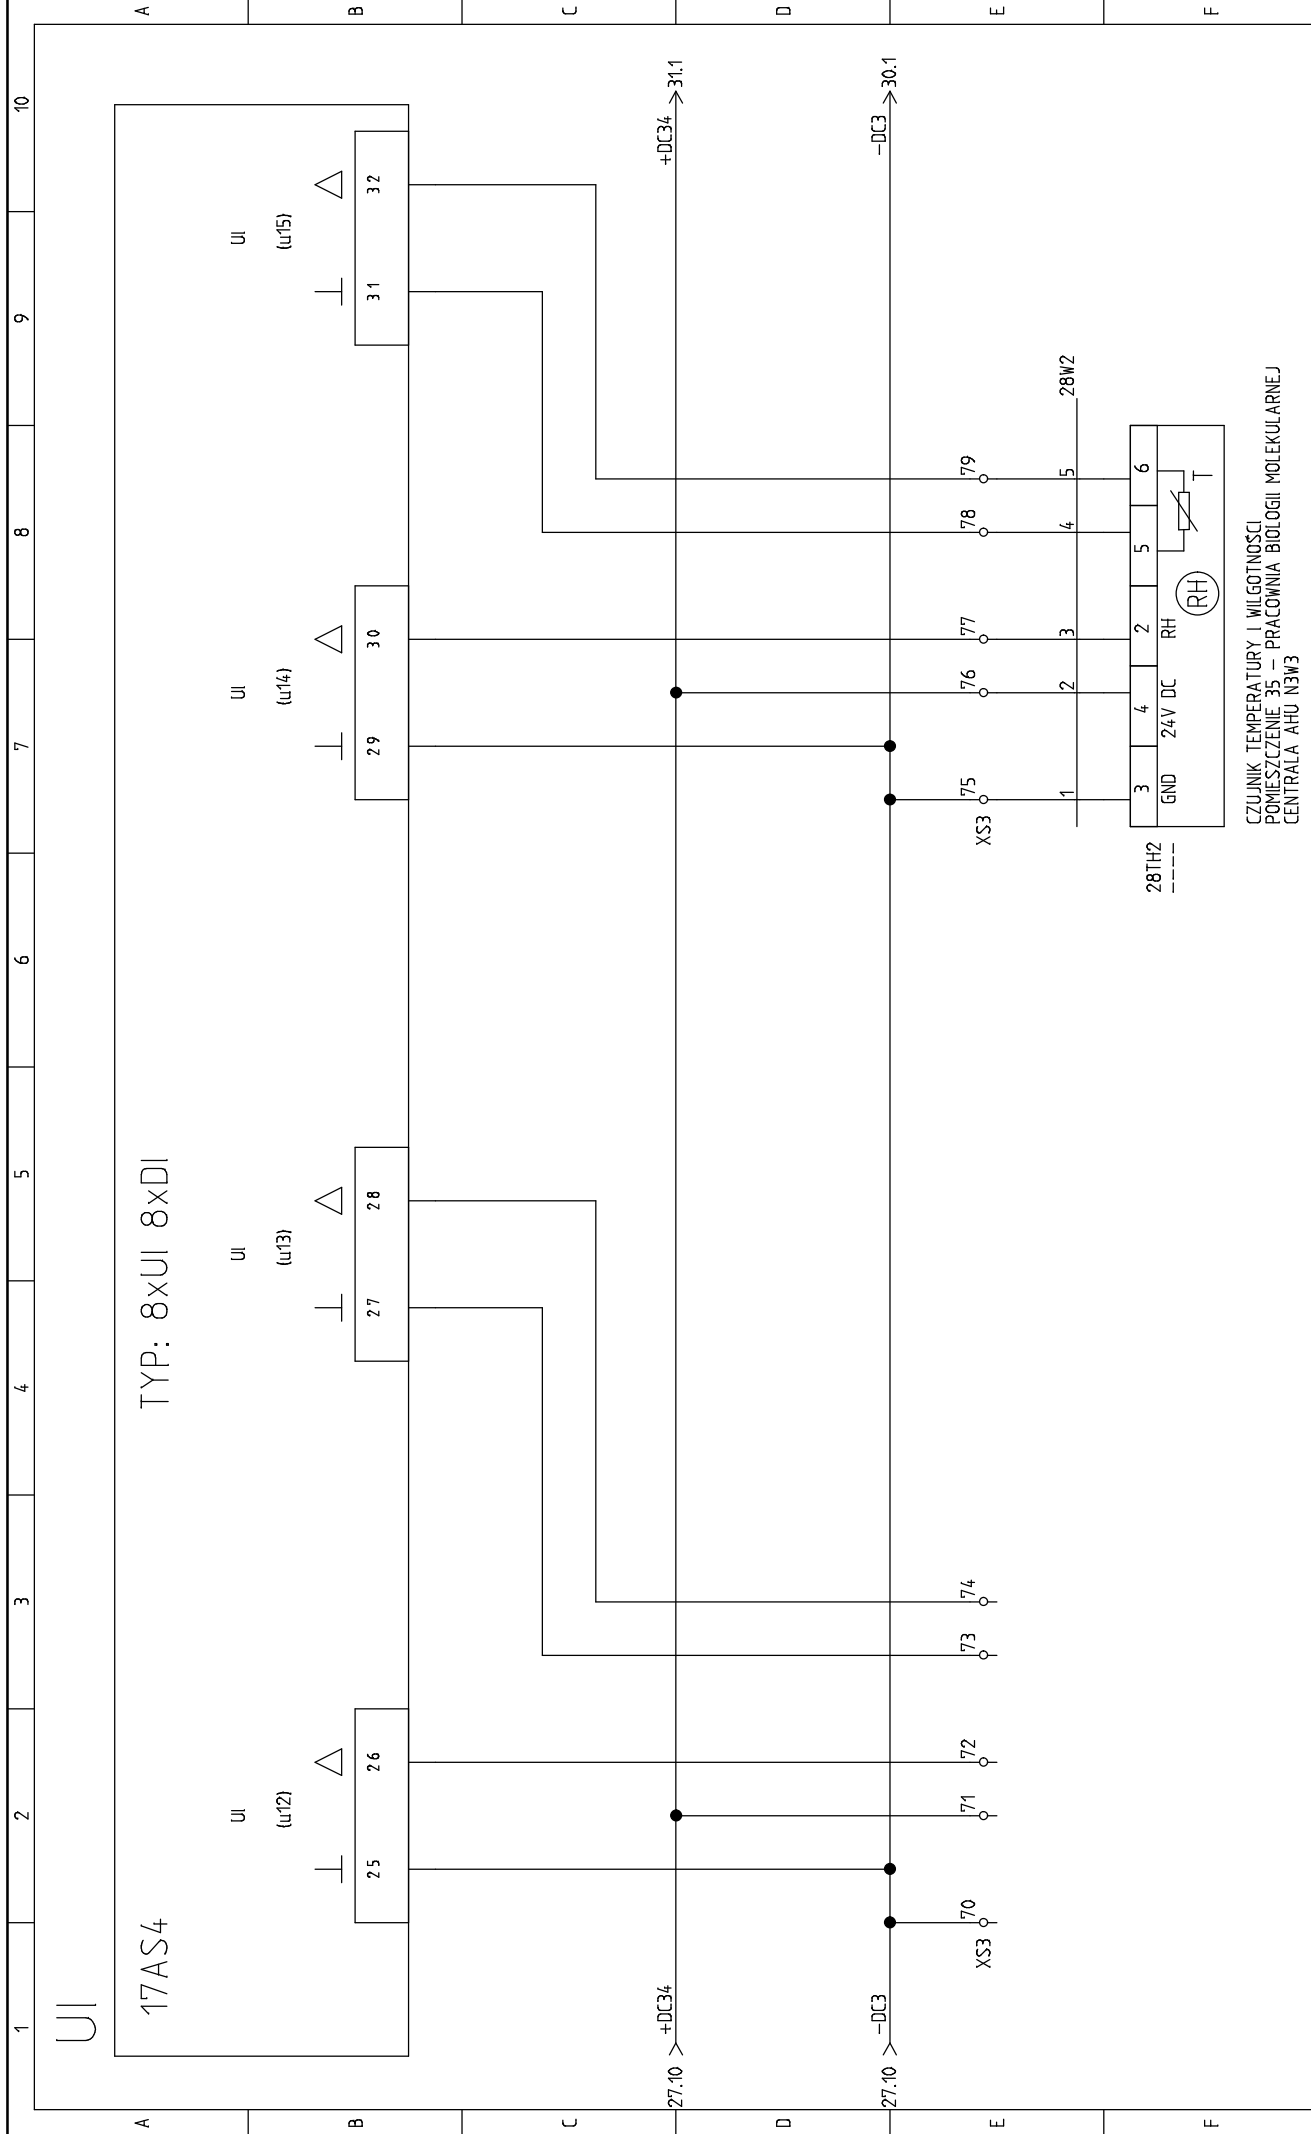 1 2 3 4 5 6 7 8 9 10
A A
UI
17AS4 TYP: 8xUI 8xDI
B B
UI UI UI UI
(u12) (u13) (u14) (u15)
25 26 27 28 29 30 31 32
C C
27.10 +DC34 +DC34 31.1
D D
27.10 -DC3 -DC3 30.1
XS3 70 71 72 73 74 XS3 75 76 77 78 79
E E
1 2 3 4 5 28W2
28TH2 3 4 2 5 6
GND 24V DC RH
RH T
F F
CZUJNIK TEMPERATURY I WILGOTNOŚCI
POMIESZCZENIE 35 - PRACOWNIA BIOLOGII MOLEKULARNEJ
CENTRALA AHU N3W3